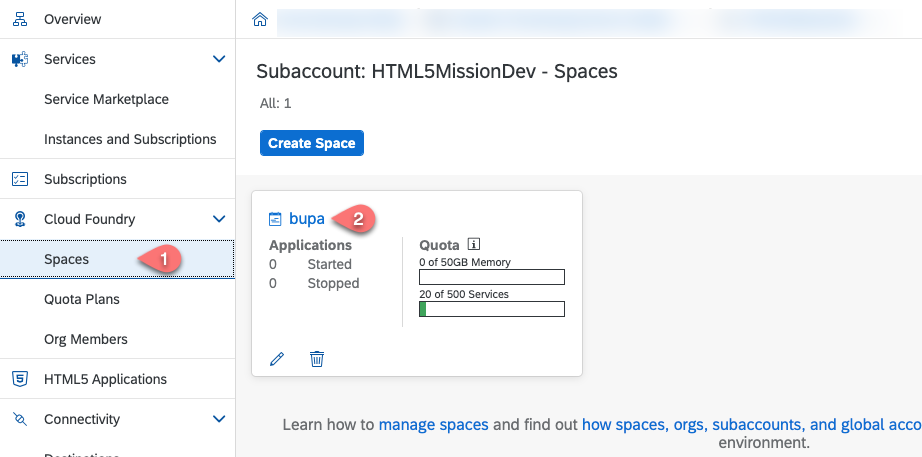 Overview
Services
Service Marketplace
Instances and Subscriptions
Subscriptions
Cloud Foundry
Spaces
1
Quota Plans
Org Members
HTML5 Applications
Connectivity
Subaccount: HTML5MissionDev - Spaces
All: 1
Create Space
bupa
2
Applications
0 Started
0 Stopped
Quota
0 of 50GB Memory
20 of 500 Services
Learn how to manage spaces and find out how spaces, orgs, subaccounts, and global
environment.